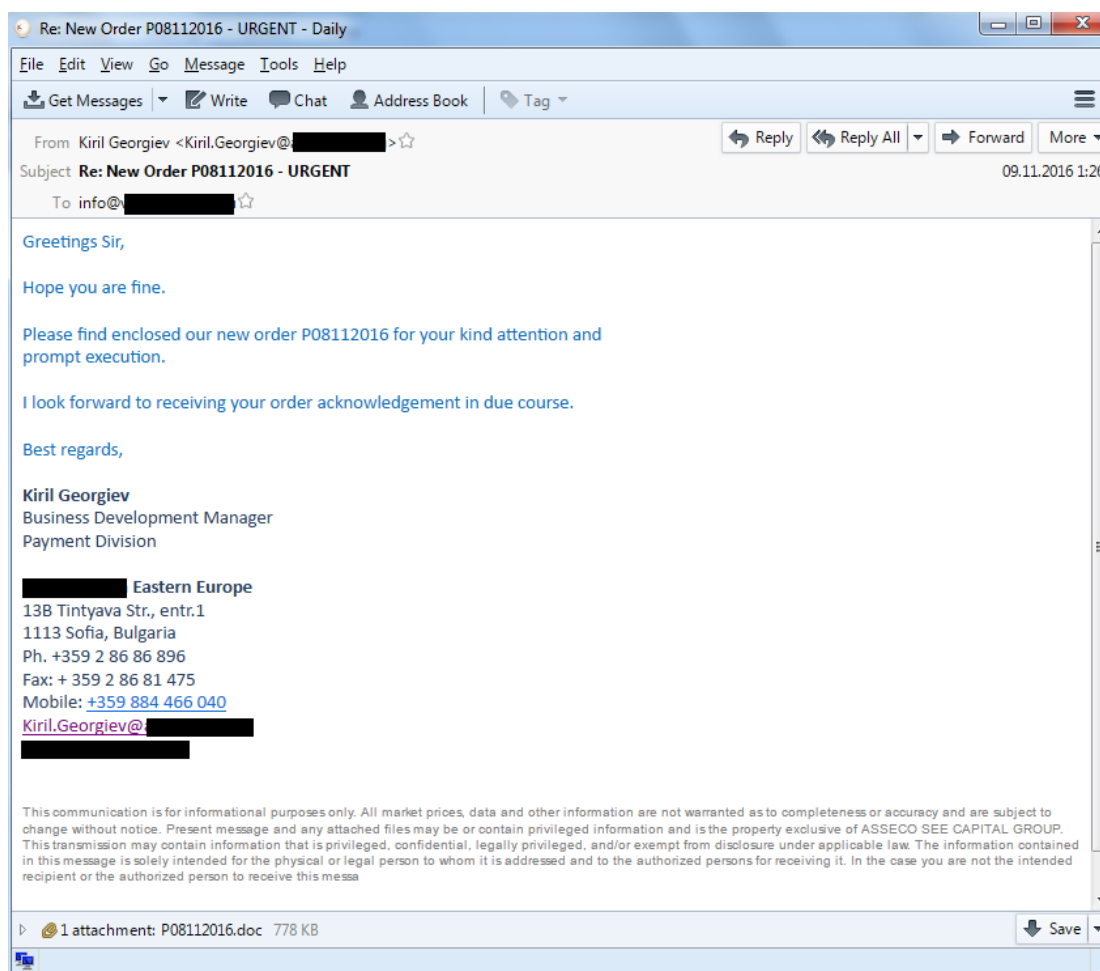 Re: New Order P08112016 - URGENT - Daily
File Edit View Go Message Tools Help
Get Messages Write Chat Address Book Tag
From Kiril Georgiev <Kiril.Georgiev@ >
Reply Reply All Forward More
Subject Re: New Order P08112016 - URGENT
09.11.2016 1:26
To info@
Greetings Sir,
Hope you are fine.
Please find enclosed our new order P08112016 for your kind attention and
prompt execution.
I look forward to receiving your order acknowledgement in due course.
Best regards,
Kiril Georgiev
Business Development Manager
Payment Division
Eastern Europe
13B Tintyava Str., entr.1
1113 Sofia, Bulgaria
Ph. +359 2 86 86 896
Fax: + 359 2 86 81 475
Mobile: +359 884 466 040
Kiril.Georgiev@
This communication is for informational purposes only. All market prices, data and other information are not warranted as to completeness or accuracy and are subject to
change without notice. Present message and any attached files may be or contain privileged information and is the property exclusive of ASSECO SEE CAPITAL GROUP.
This transmission may contain information that is privileged, confidential, legally privileged, and/or exempt from disclosure under applicable law. The information contained
in this message is solely intended for the physical or legal person to whom it is addressed and to the authorized persons for receiving it. In the case you are not the intended
recipient or the authorized person to receive this messa
1 attachment: P08112016.doc 778 KB
Save